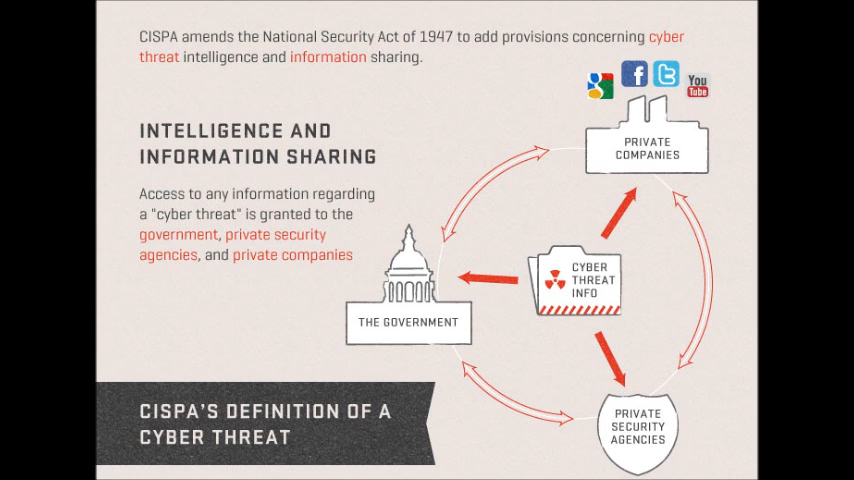 CISPA amends the National Security Act of 1947 to add provisions concerning cyber
threat intelligence and information sharing.
You
Tube
INTELLIGENCE AND
INFORMATION SHARING
PRIVATE
COMPANIES
Access to any information regarding
a "cyber threat" is granted to the
government, private security
agencies, and private companies
CYBER
THREAT
INFO
THE GOVERNMENT
CISPA'S DEFINITION OF A
CYBER THREAT
PRIVATE
SECURITY
AGENCIES